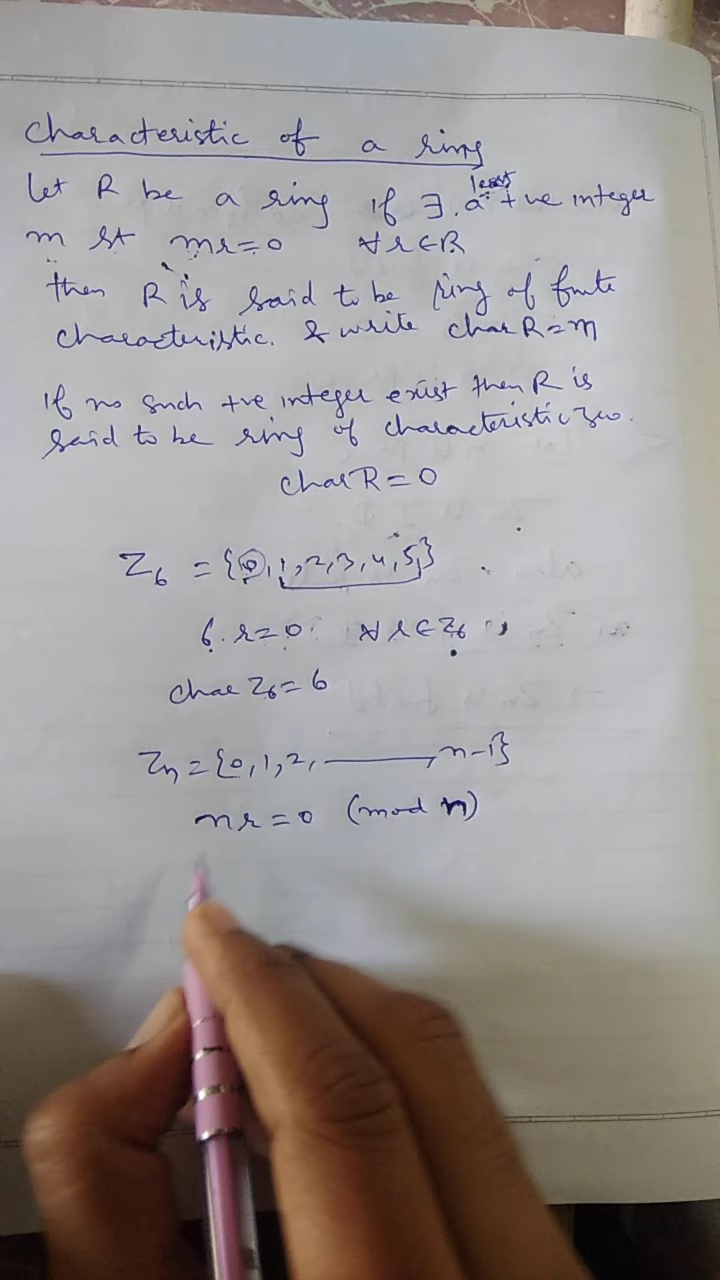 Characteristic of a ring
let R be a ring if ∃. a least +ve integer
m st mr=0 ∀ r∈R
then R is said to be ring of finite
characteristic. & write char R=m
If no such +ve integer exist then R is
said to be ring of characteristic zero.
char R = 0
Z₆ = {0,1,2,3,4,5}
6.r=0 ∀ r∈Z₆
char Z₆ = 6
Zₙ = {0,1,2,———,n-1}
nr=0 (mod n)